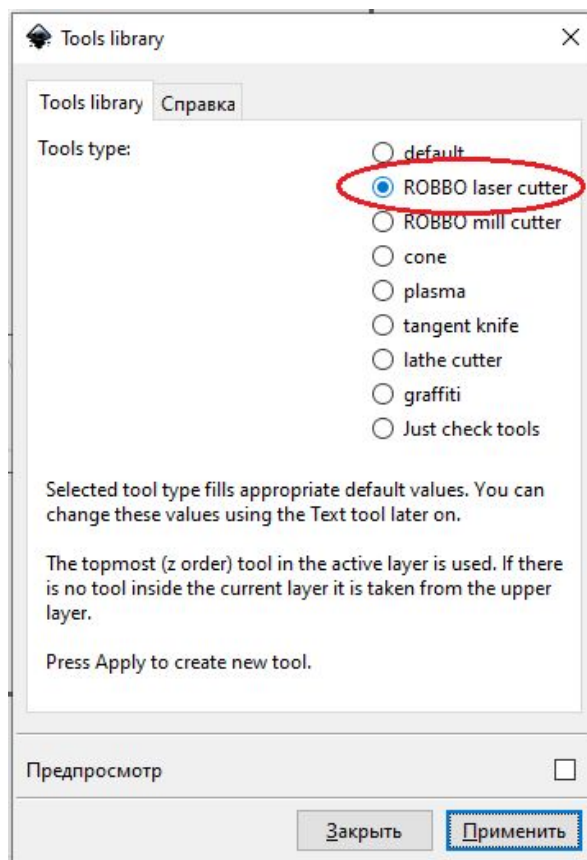 Tools library
Tools library Справка
Tools type:
default
ROBBO laser cutter
ROBBO mill cutter
cone
plasma
tangent knife
lathe cutter
graffiti
Just check tools
Selected tool type fills appropriate default values. You can
change these values using the Text tool later on.
The topmost (z order) tool in the active layer is used. If there
is no tool inside the current layer it is taken from the upper
layer.
Press Apply to create new tool.
Предпросмотр
Закрыть Применить